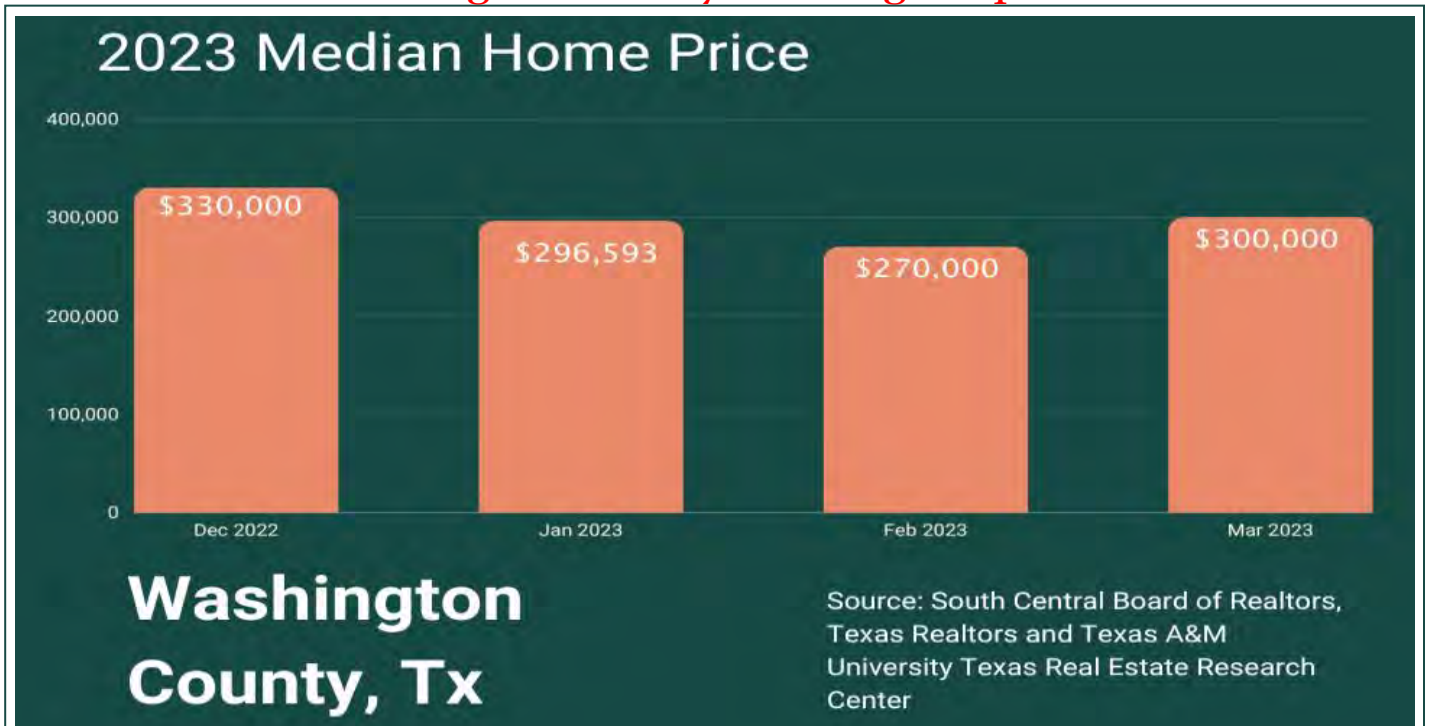 2023 Median Home Price
400,000
300,000
200,000
100,000
0
$330,000
$296,593
$270,000
$300,000
Dec 2022
Jan 2023
Feb 2023
Mar 2023
Washington
County, Tx
Source: South Central Board of Realtors,
Texas Realtors and Texas A&M
University Texas Real Estate Research
Center